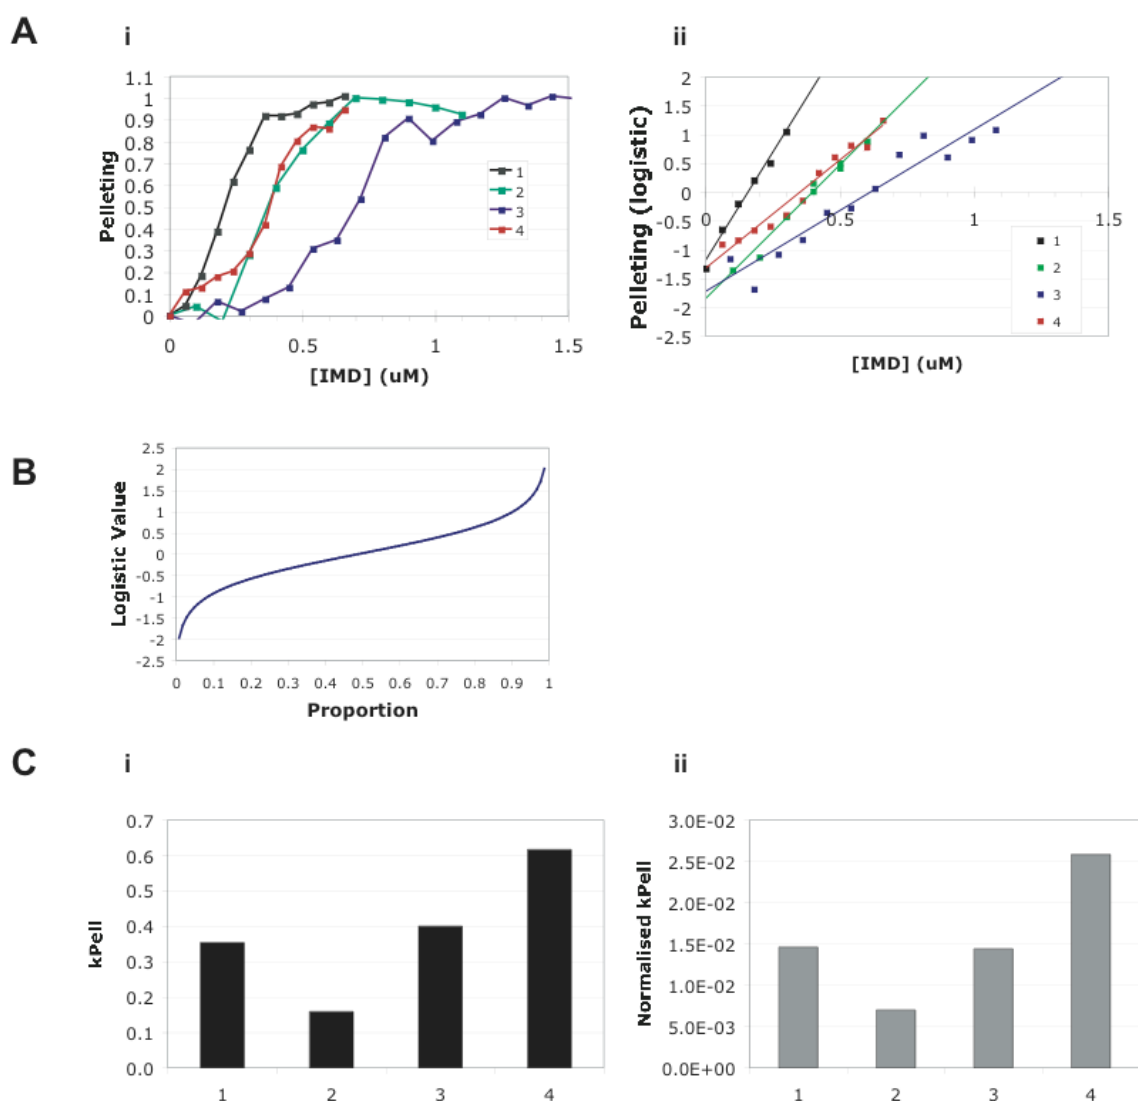 A
i
ii
1.1
1
0.9
0.8
0.7
0.6
0.5
0.4
0.3
0.2
0.1
0
Pelleting
0 0.5 1 1.5
[IMD] (uM)
1
2
3
4
2
1.5
1
0.5
0
-0.5
-1
-1.5
-2
-2.5
Pelleting (logistic)
0 0.5 1 1.5
[IMD] (uM)
1
2
3
4
B
2.5
2
1.5
1
0.5
0
-0.5
-1
-1.5
-2
-2.5
Logistic Value
0 0.1 0.2 0.3 0.4 0.5 0.6 0.7 0.8 0.9 1
Proportion
C
i
ii
0.7
0.6
0.5
0.4
0.3
0.2
0.1
0.0
kPell
1 2 3 4
3.0E-02
2.5E-02
2.0E-02
1.5E-02
1.0E-02
5.0E-03
0.0E+00
Normalised kPell
1 2 3 4